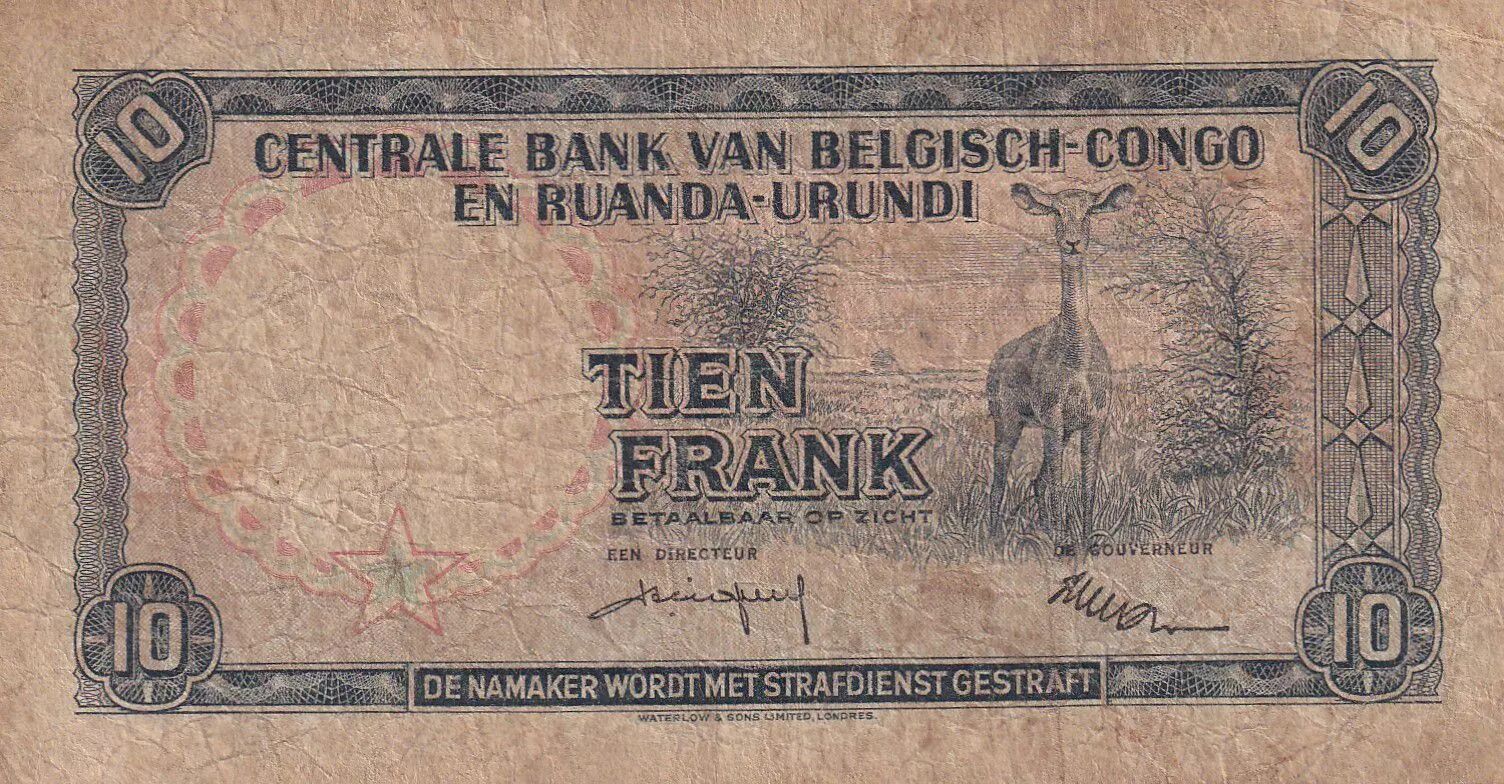 10
10
CENTRALE BANK VAN BELGISCH-CONGO
EN RUANDA-URUNDI
TIEN
FRANK
BETAALBAAR OP ZICHT
EEN DIRECTEUR
DE GOUVERNEUR
10
10
DE NAMAKER WORDT MET STRAFDIENST GESTRAFT
WATERLOW & SONS LIMITED, LONDRES.